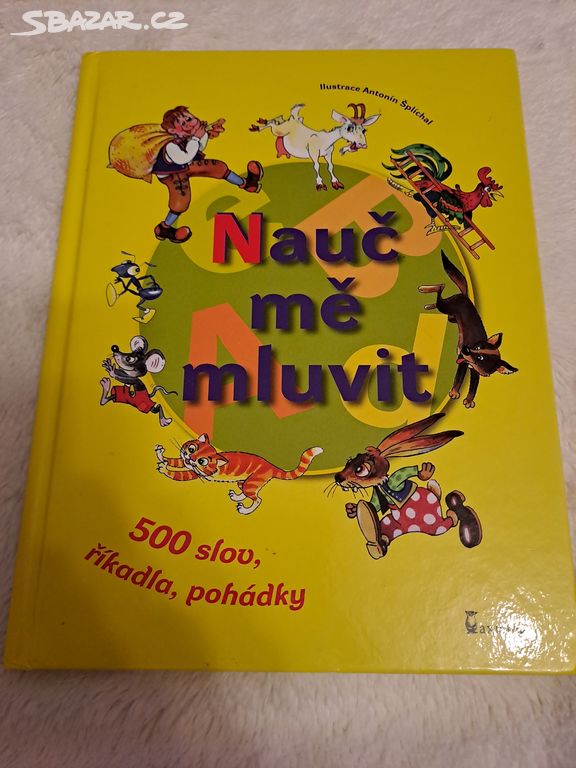 SBAZAR.CZ
Ilustrace Antonín Šplíchal
e B
Nauč
mě
mluvit
A d
500 slov,
říkadla, pohádky